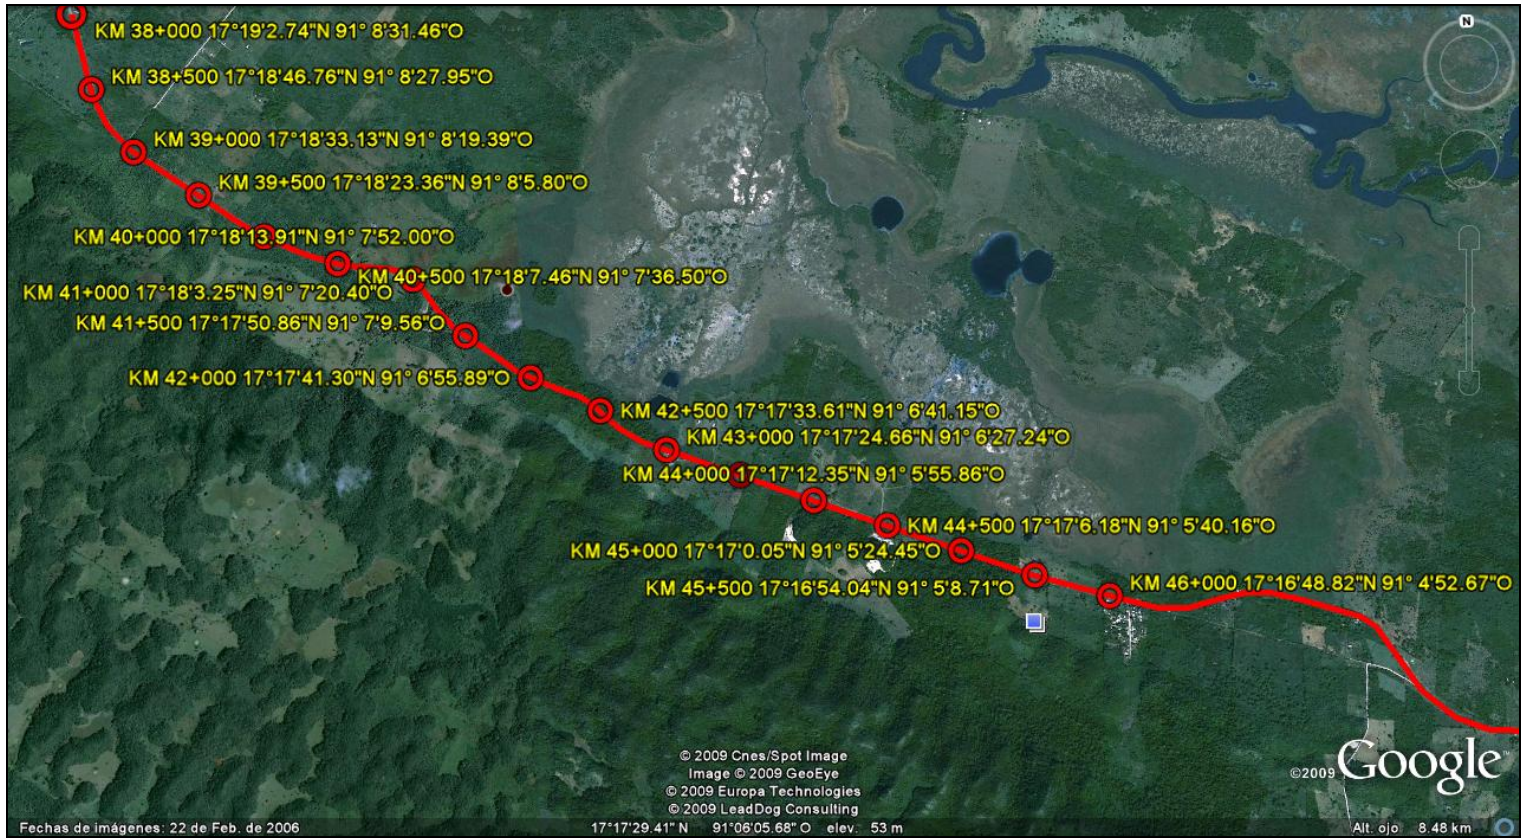 KM 38+000 17°19'2.74"N 91° 8'31.46"O
KM 38+500 17°18'46.76"N 91° 8'27.95"O
KM 39+000 17°18'33.13"N 91° 8'19.39"O
KM 39+500 17°18'23.36"N 91° 8'5.80"O
KM 40+000 17°18'13.91"N 91° 7'52.00"O
KM 40+500 17°18'7.46"N 91° 7'36.50"O
KM 41+000 17°18'3.25"N 91° 7'20.40"O
KM 41+500 17°17'50.86"N 91° 7'9.56"O
KM 42+000 17°17'41.30"N 91° 6'55.89"O
KM 42+500 17°17'33.61"N 91° 6'41.15"O
KM 43+000 17°17'24.66"N 91° 6'27.24"O
KM 44+000 17°17'12.35"N 91° 5'55.86"O
KM 44+500 17°17'6.18"N 91° 5'40.16"O
KM 45+000 17°17'0.05"N 91° 5'24.45"O
KM 45+500 17°16'54.04"N 91° 5'8.71"O
KM 46+000 17°16'48.82"N 91° 4'52.67"O
N
© 2009 Cnes/Spot Image
Image © 2009 GeoEye
© 2009 Europa Technologies
© 2009 LeadDog Consulting
©2009 Google™
Fechas de imágenes: 22 de Feb. de 2006
17°17'29.41" N 91°06'05.68" O elev. 53 m
Alt. ojo 8.48 km